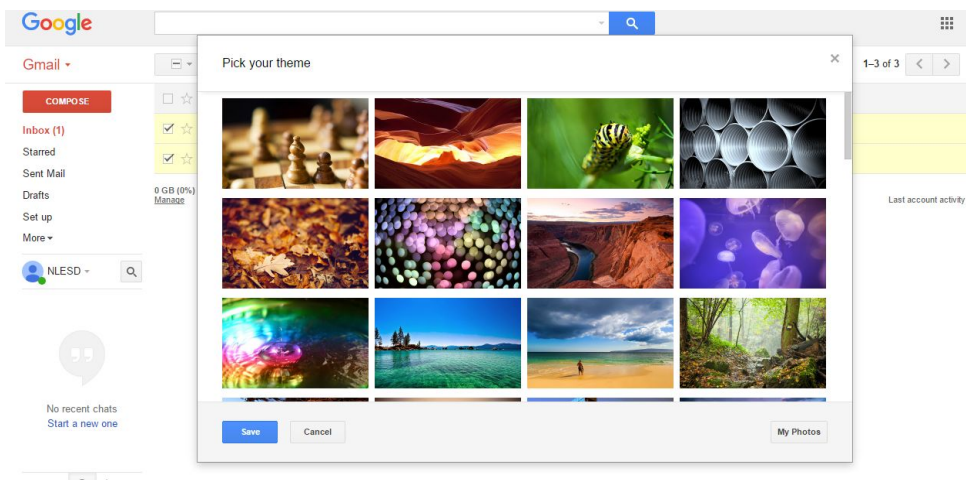 Google
Gmail
Pick your theme
1–3 of 3
COMPOSE
Inbox (1)
Starred
Sent Mail
Drafts
Set up
More
0 GB (0%)
Manage
Last account activity
NLESD
No recent chats
Start a new one
Save
Cancel
My Photos